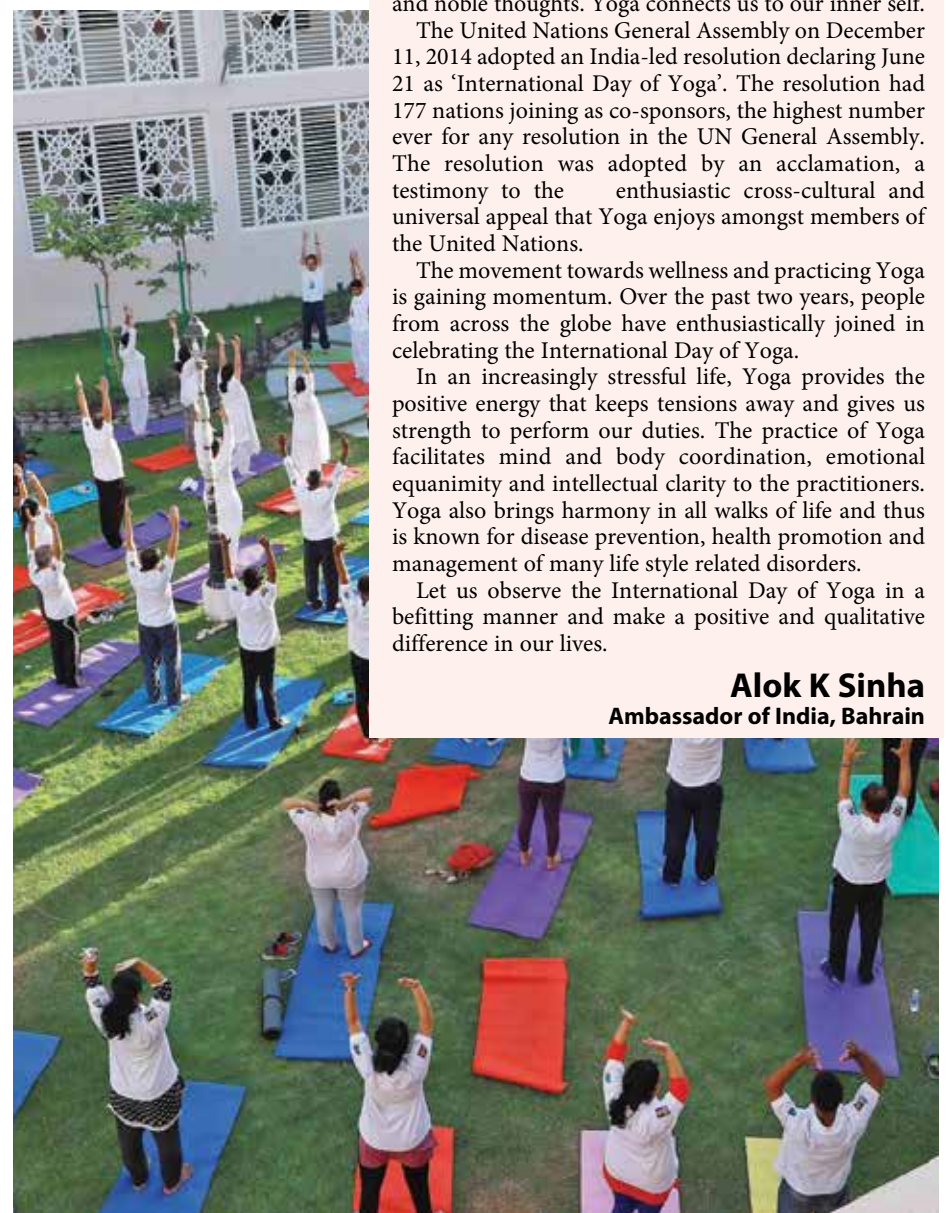 and noble thoughts. Yoga connects us to our inner self.
The United Nations General Assembly on December
11, 2014 adopted an India-led resolution declaring June
21 as ‘International Day of Yoga’. The resolution had
177 nations joining as co-sponsors, the highest number
ever for any resolution in the UN General Assembly.
The resolution was adopted by an acclamation, a
testimony to the enthusiastic cross-cultural and
universal appeal that Yoga enjoys amongst members of
the United Nations.
The movement towards wellness and practicing Yoga
is gaining momentum. Over the past two years, people
from across the globe have enthusiastically joined in
celebrating the International Day of Yoga.
In an increasingly stressful life, Yoga provides the
positive energy that keeps tensions away and gives us
strength to perform our duties. The practice of Yoga
facilitates mind and body coordination, emotional
equanimity and intellectual clarity to the practitioners.
Yoga also brings harmony in all walks of life and thus
is known for disease prevention, health promotion and
management of many life style related disorders.
Let us observe the International Day of Yoga in a
befitting manner and make a positive and qualitative
difference in our lives.
Alok K Sinha
Ambassador of India, Bahrain